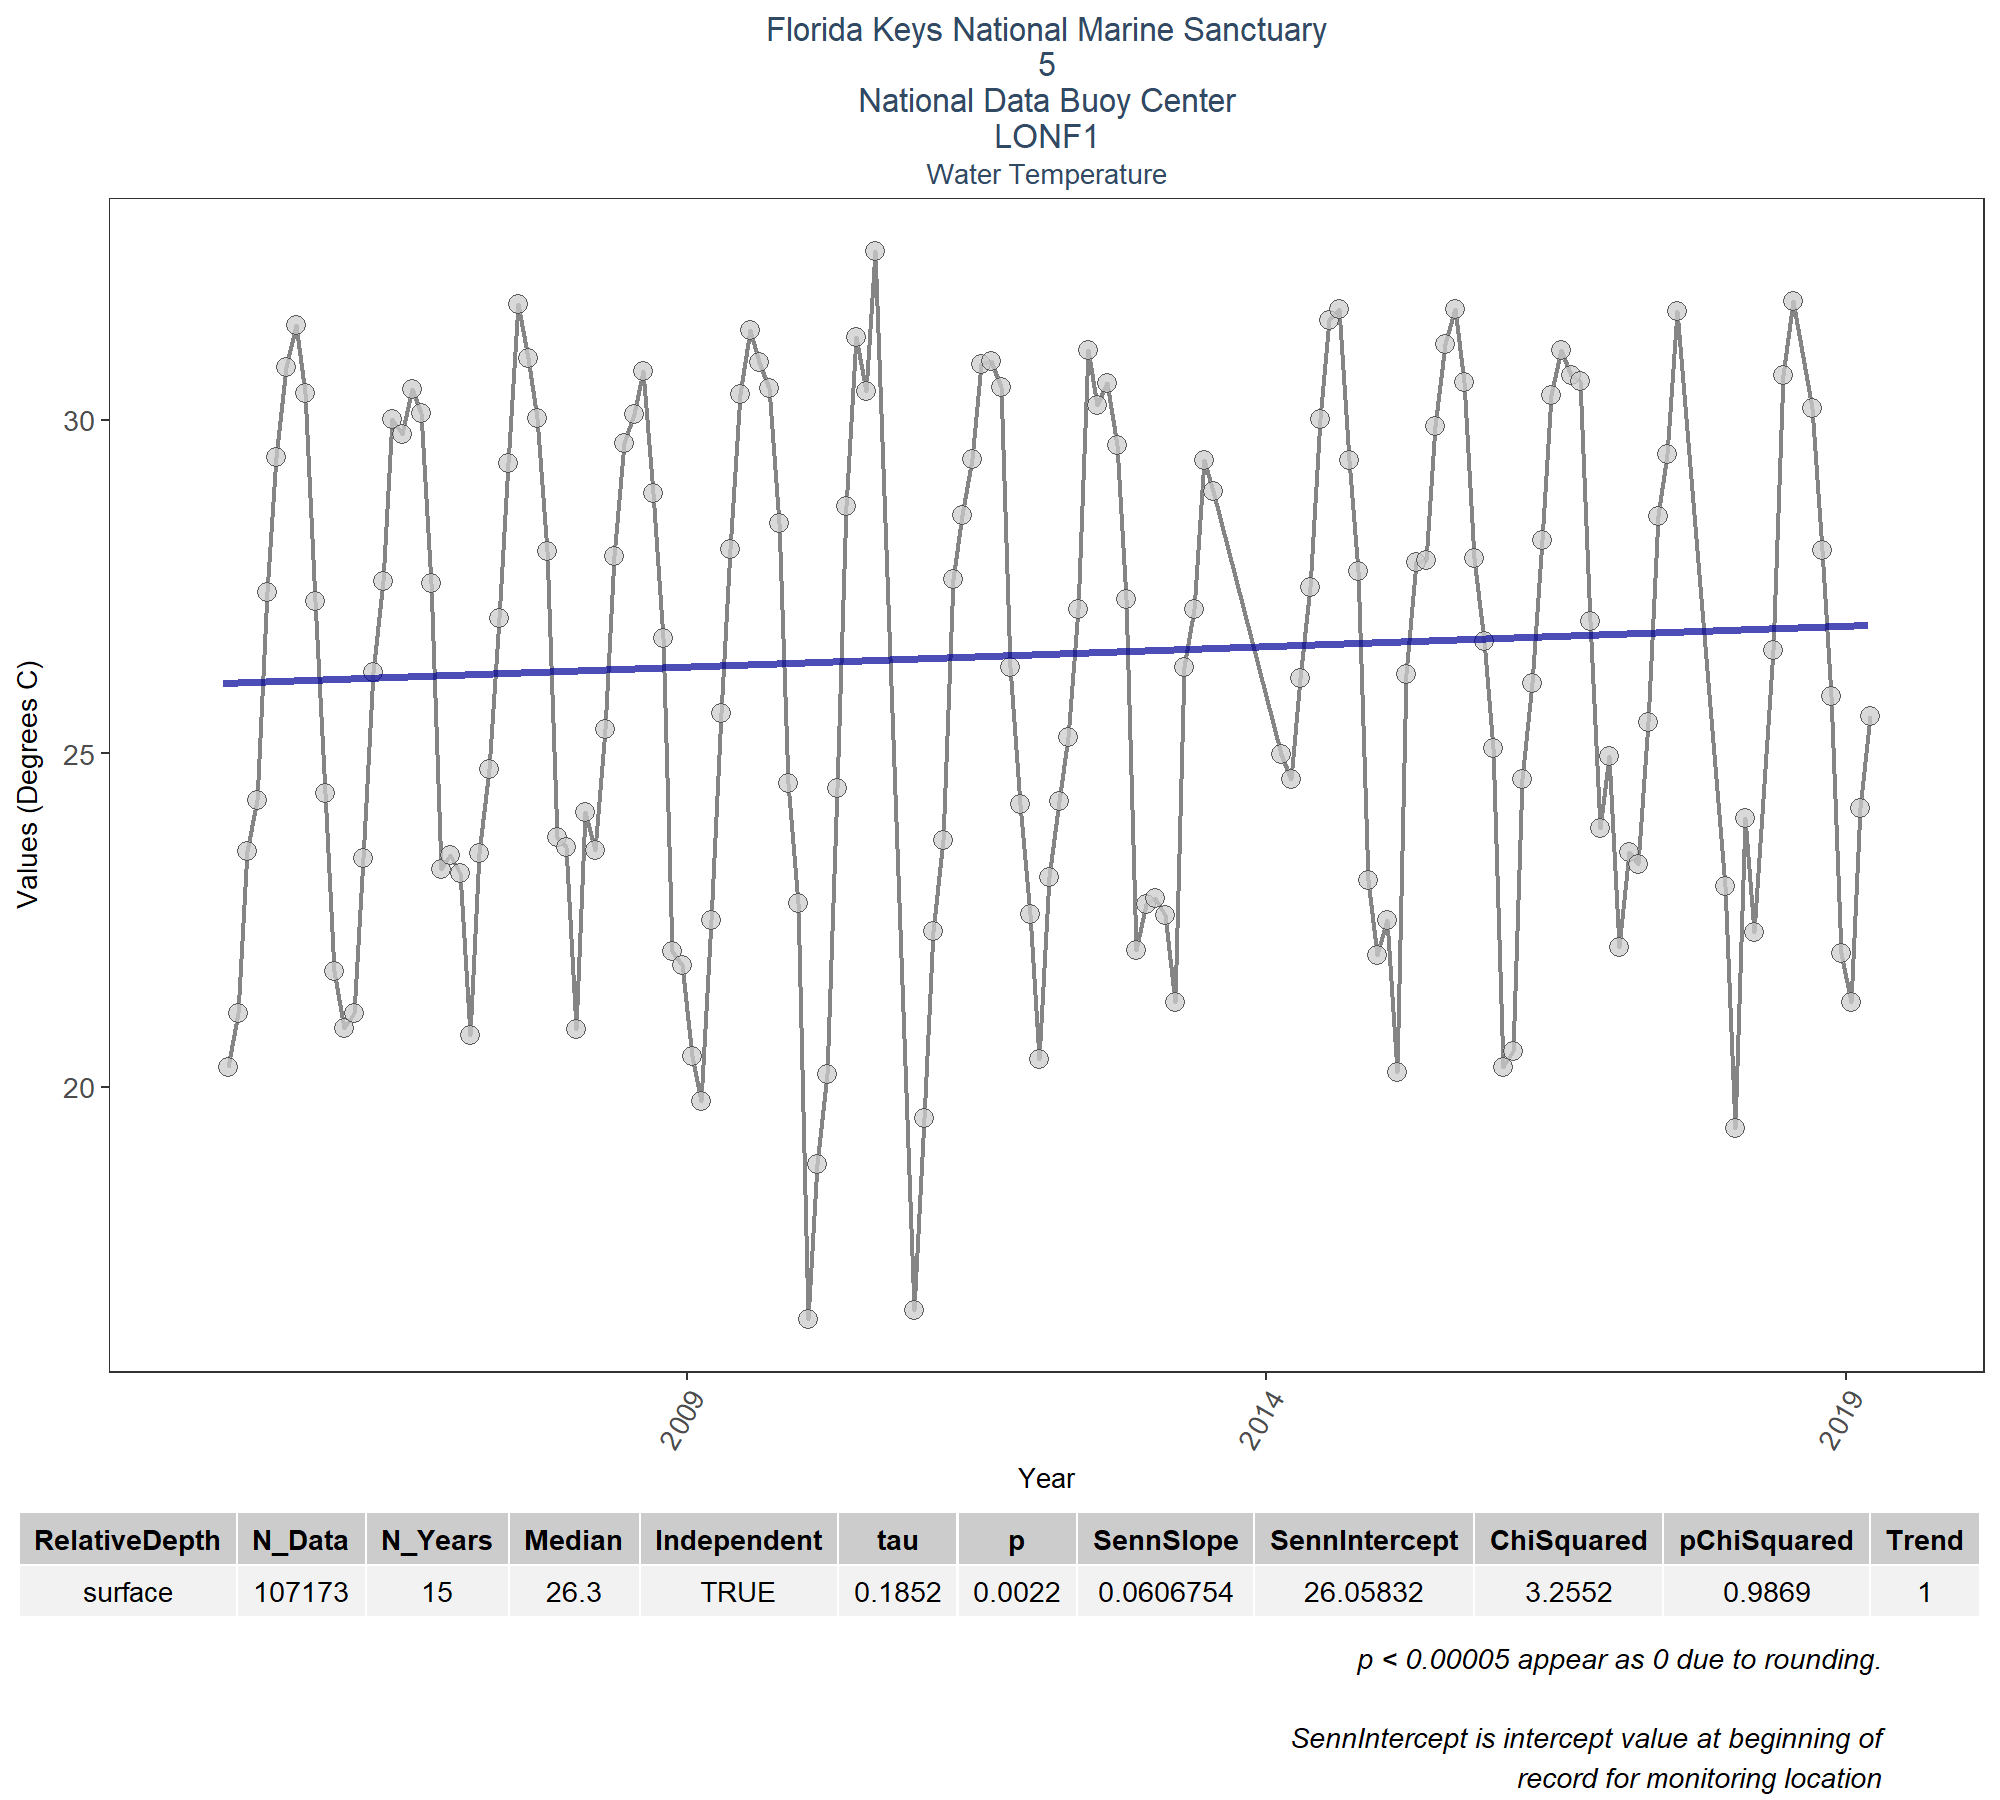 Florida Keys National Marine Sanctuary
5
National Data Buoy Center
LONF1
Water Temperature
Values (Degrees C)
30
25
20
2009
2014
2019
Year
RelativeDepth N_Data N_Years Median Independent tau p SennSlope SennIntercept ChiSquared pChiSquared Trend
surface 107173 15 26.3 TRUE 0.1852 0.0022 0.0606754 26.05832 3.2552 0.9869 1
p < 0.00005 appear as 0 due to rounding.
SennIntercept is intercept value at beginning of
record for monitoring location